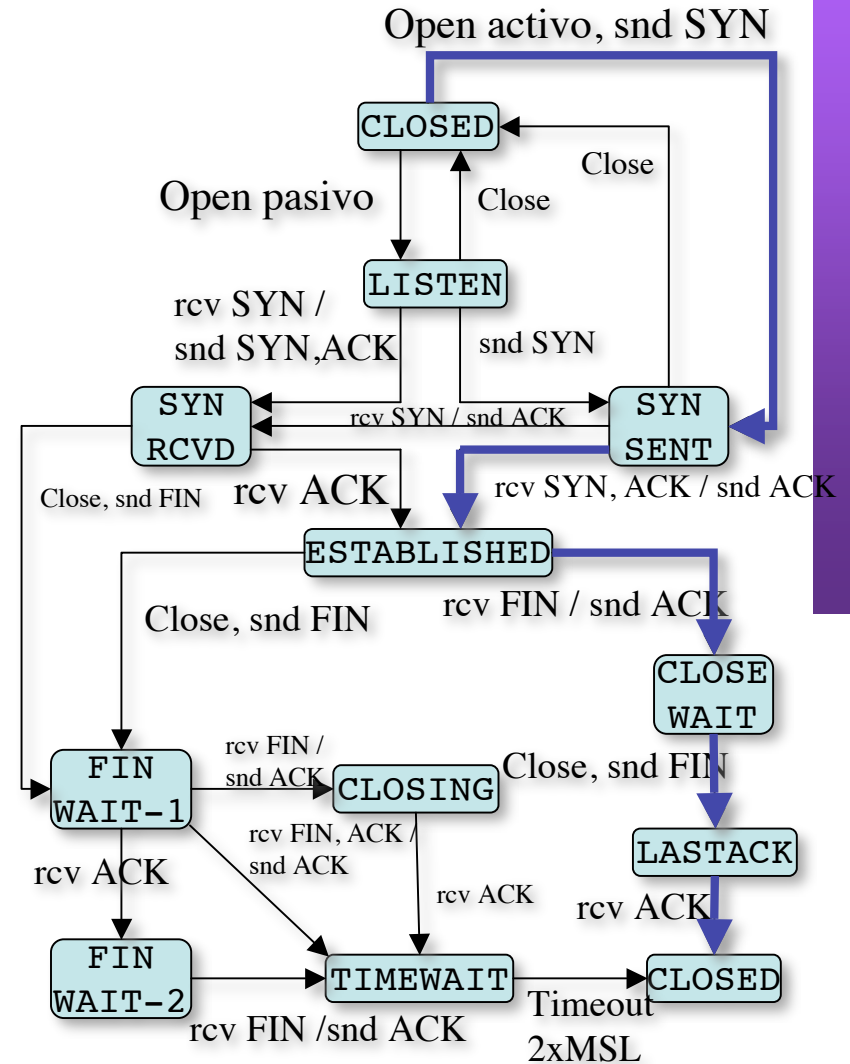 Open activo, snd SYN
CLOSED
Close
Open pasivo
Close
LISTEN
rcv SYN /
snd SYN,ACK
snd SYN
SYN
RCVD
rcv SYN / snd ACK
SYN
SENT
Close, snd FIN
rcv ACK
rcv SYN, ACK / snd ACK
ESTABLISHED
rcv FIN / snd ACK
Close, snd FIN
CLOSE
WAIT
FIN
WAIT-1
rcv FIN /
snd ACK
CLOSING
Close, snd FIN
rcv FIN, ACK /
snd ACK
LASTACK
rcv ACK
rcv ACK
rcv ACK
FIN
WAIT-2
TIMEWAIT
CLOSED
rcv FIN /snd ACK
Timeout
2xMSL